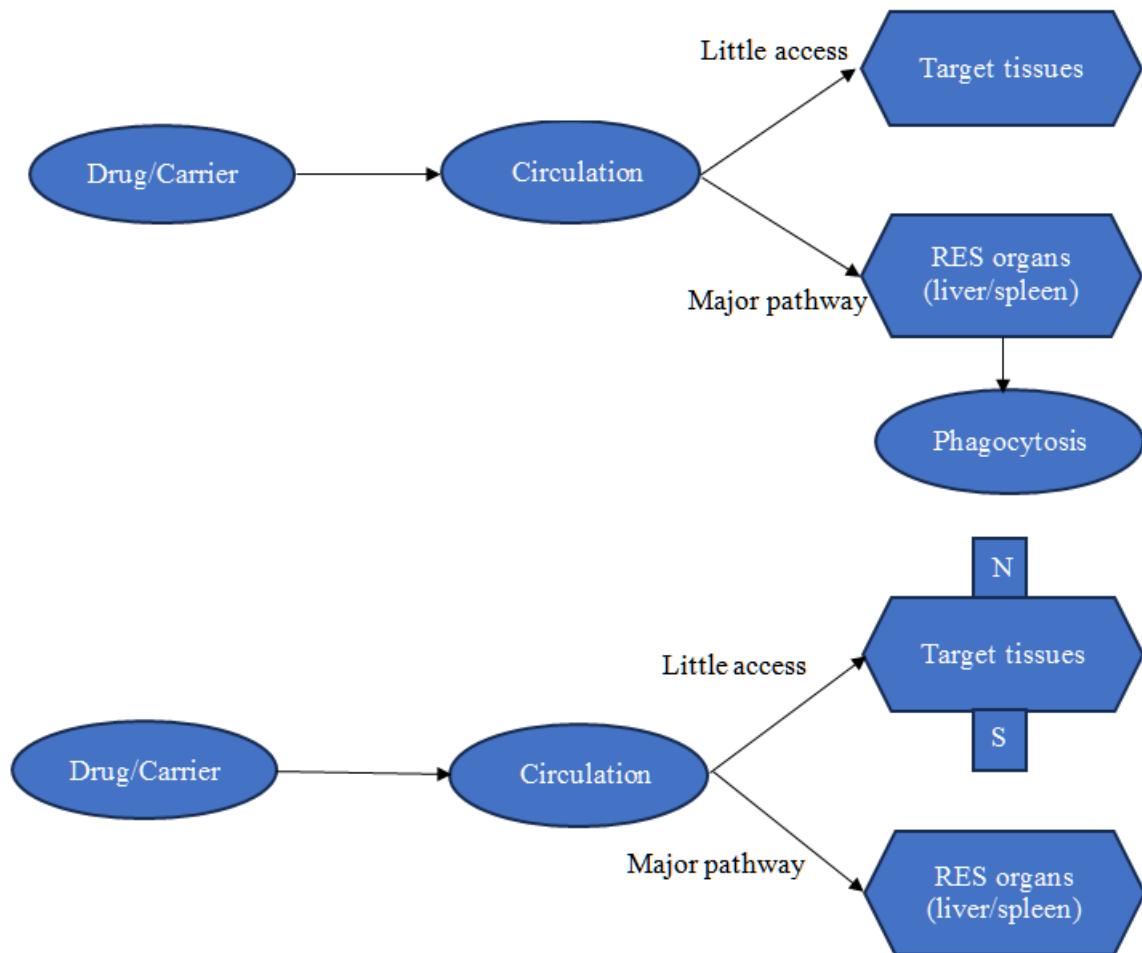 Little access
Target tissues
Drug/Carrier
Circulation
RES organs
(liver/spleen)
Major pathway
Phagocytosis
N
Target tissues
Little access
S
Drug/Carrier
Circulation
Major pathway
RES organs
(liver/spleen)